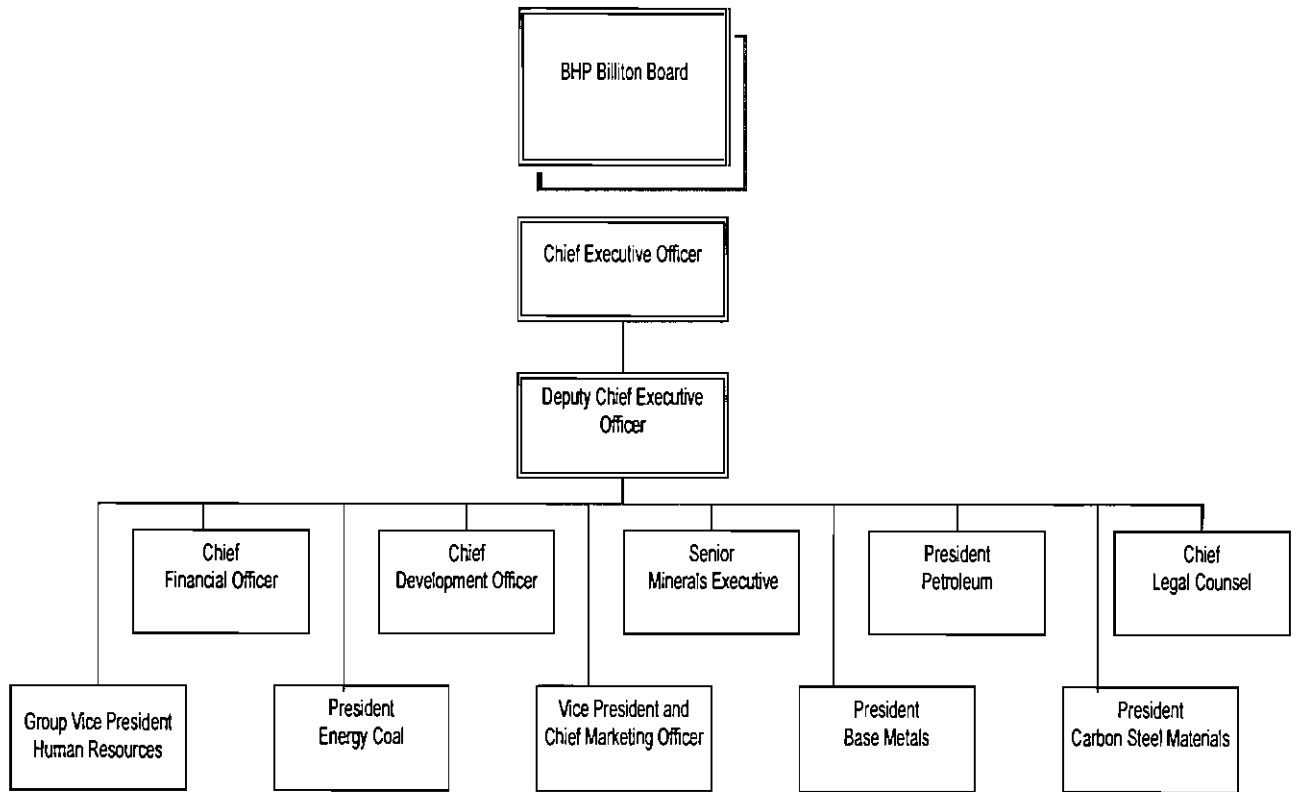 BHP Billiton Board
Chief Executive Officer
Deputy Chief Executive
Officer
Chief
Financial Officer
Chief
Development Officer
Senior
Minerals Executive
President
Petroleum
Chief
Legal Counsel
Group Vice President
Human Resources
President
Energy Coal
Vice President and
Chief Marketing Officer
President
Base Metals
President
Carbon Steel Materials